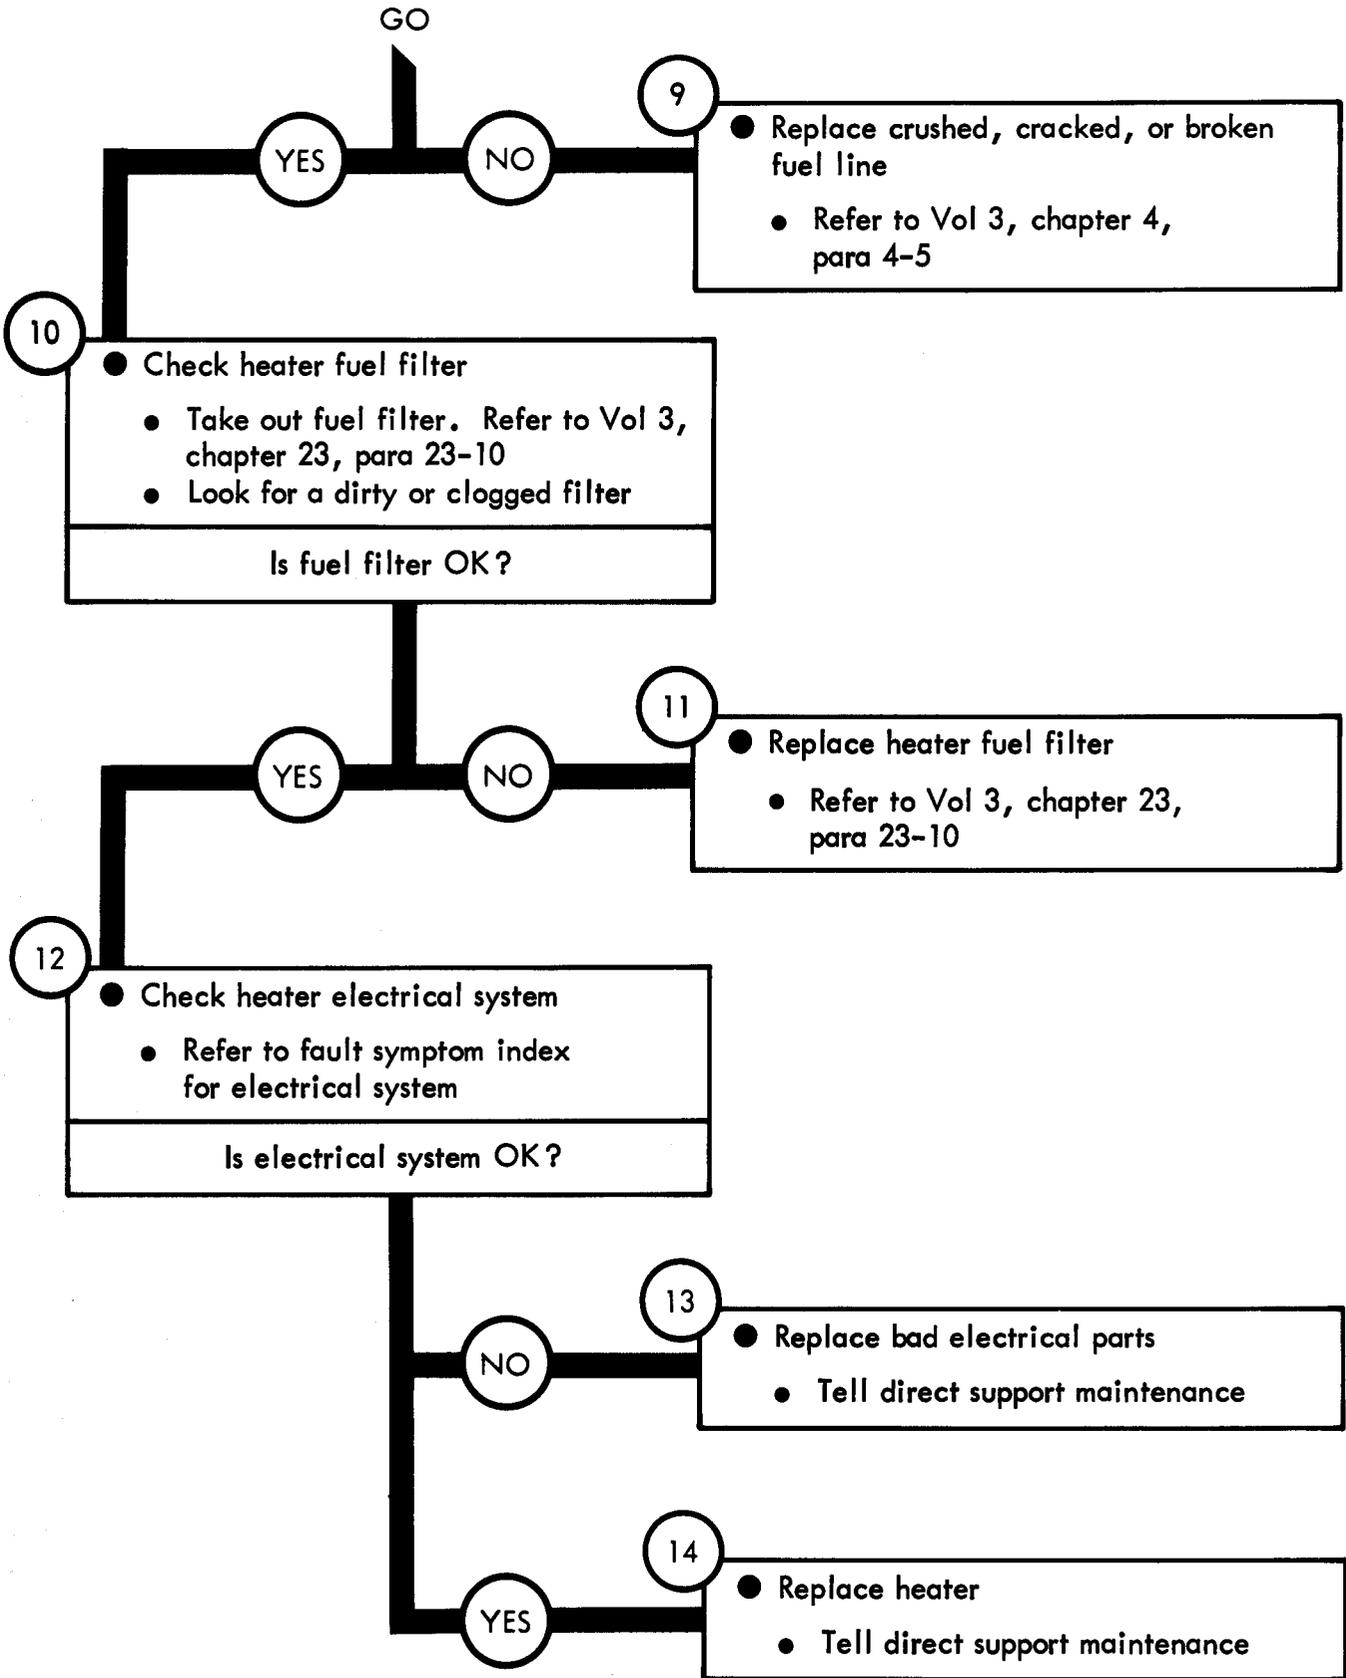 GO
YES
NO
9
● Replace crushed, cracked, or broken
fuel line
● Refer to Vol 3, chapter 4,
para 4-5
10
● Check heater fuel filter
● Take out fuel filter. Refer to Vol 3,
chapter 23, para 23-10
● Look for a dirty or clogged filter
Is fuel filter OK?
YES
NO
11
● Replace heater fuel filter
● Refer to Vol 3, chapter 23,
para 23-10
12
● Check heater electrical system
● Refer to fault symptom index
for electrical system
Is electrical system OK?
NO
13
● Replace bad electrical parts
● Tell direct support maintenance
YES
14
● Replace heater
● Tell direct support maintenance